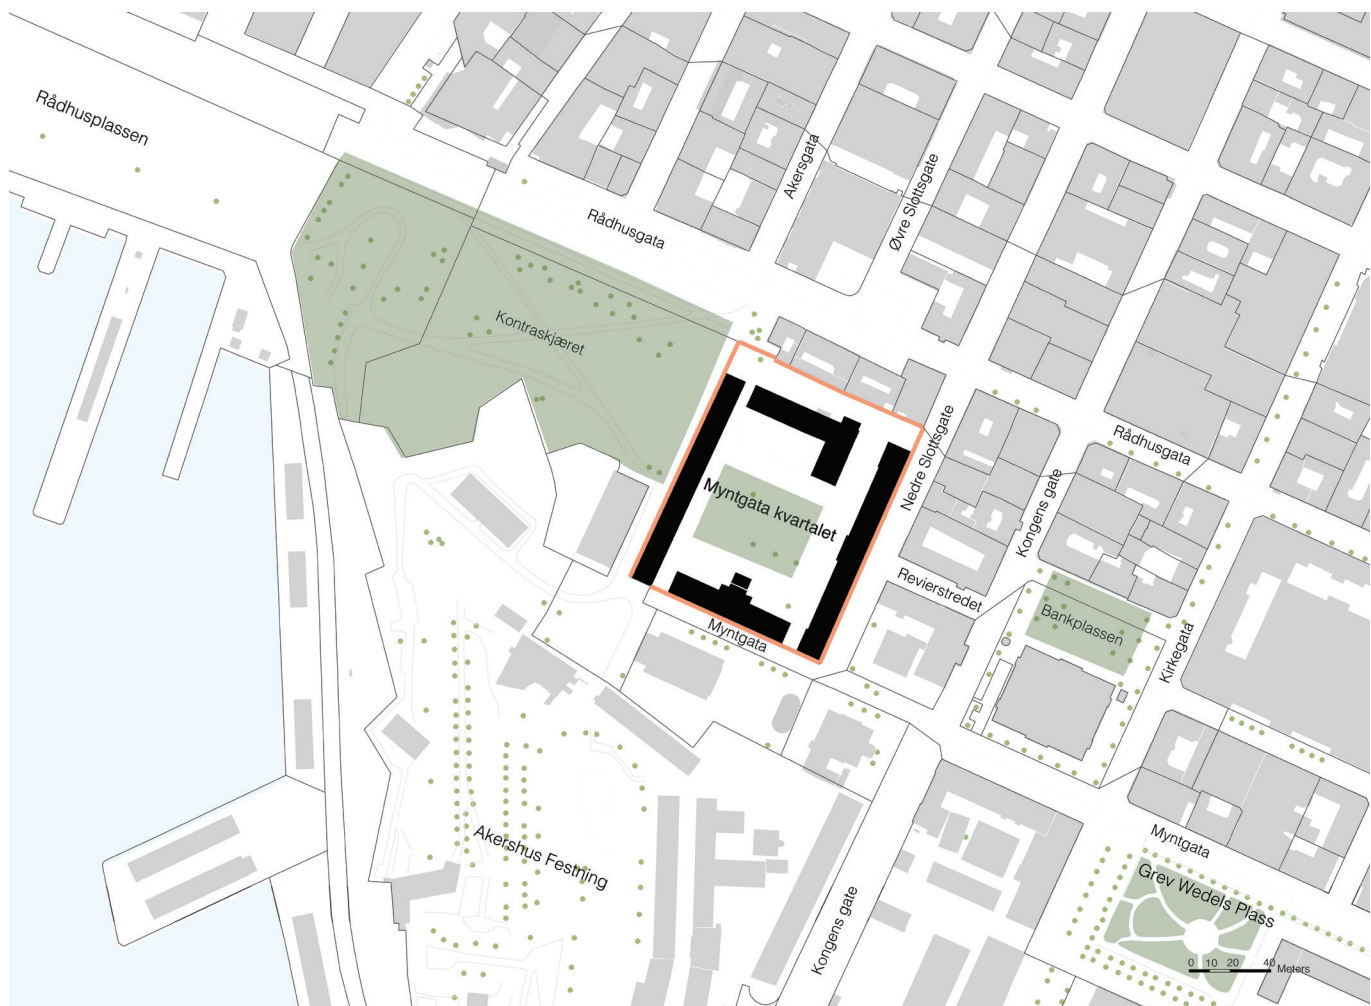 Rådhusplassen
Akersgata
Øvre Slottsgate
Rådhusgata
Kontraskjæret
Nedre Slottsgate
Rådhusgata
Myntgata kvartalet
Kongens gate
Revierstredet
Bankplassen
Myntgata
Kirkegata
Akershus Festning
Myntgata
Grev Wedels Plass
Kongens gate
0 10 20 40 Meters